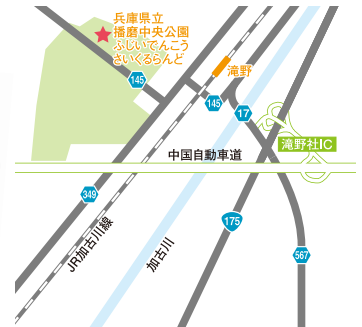 兵庫県立
播磨中央公園
ふじいでんこう
さいくるらんど
滝野
145
145
17
中国自動車道
滝野社IC
349
175
JR加古川線
加古川
567